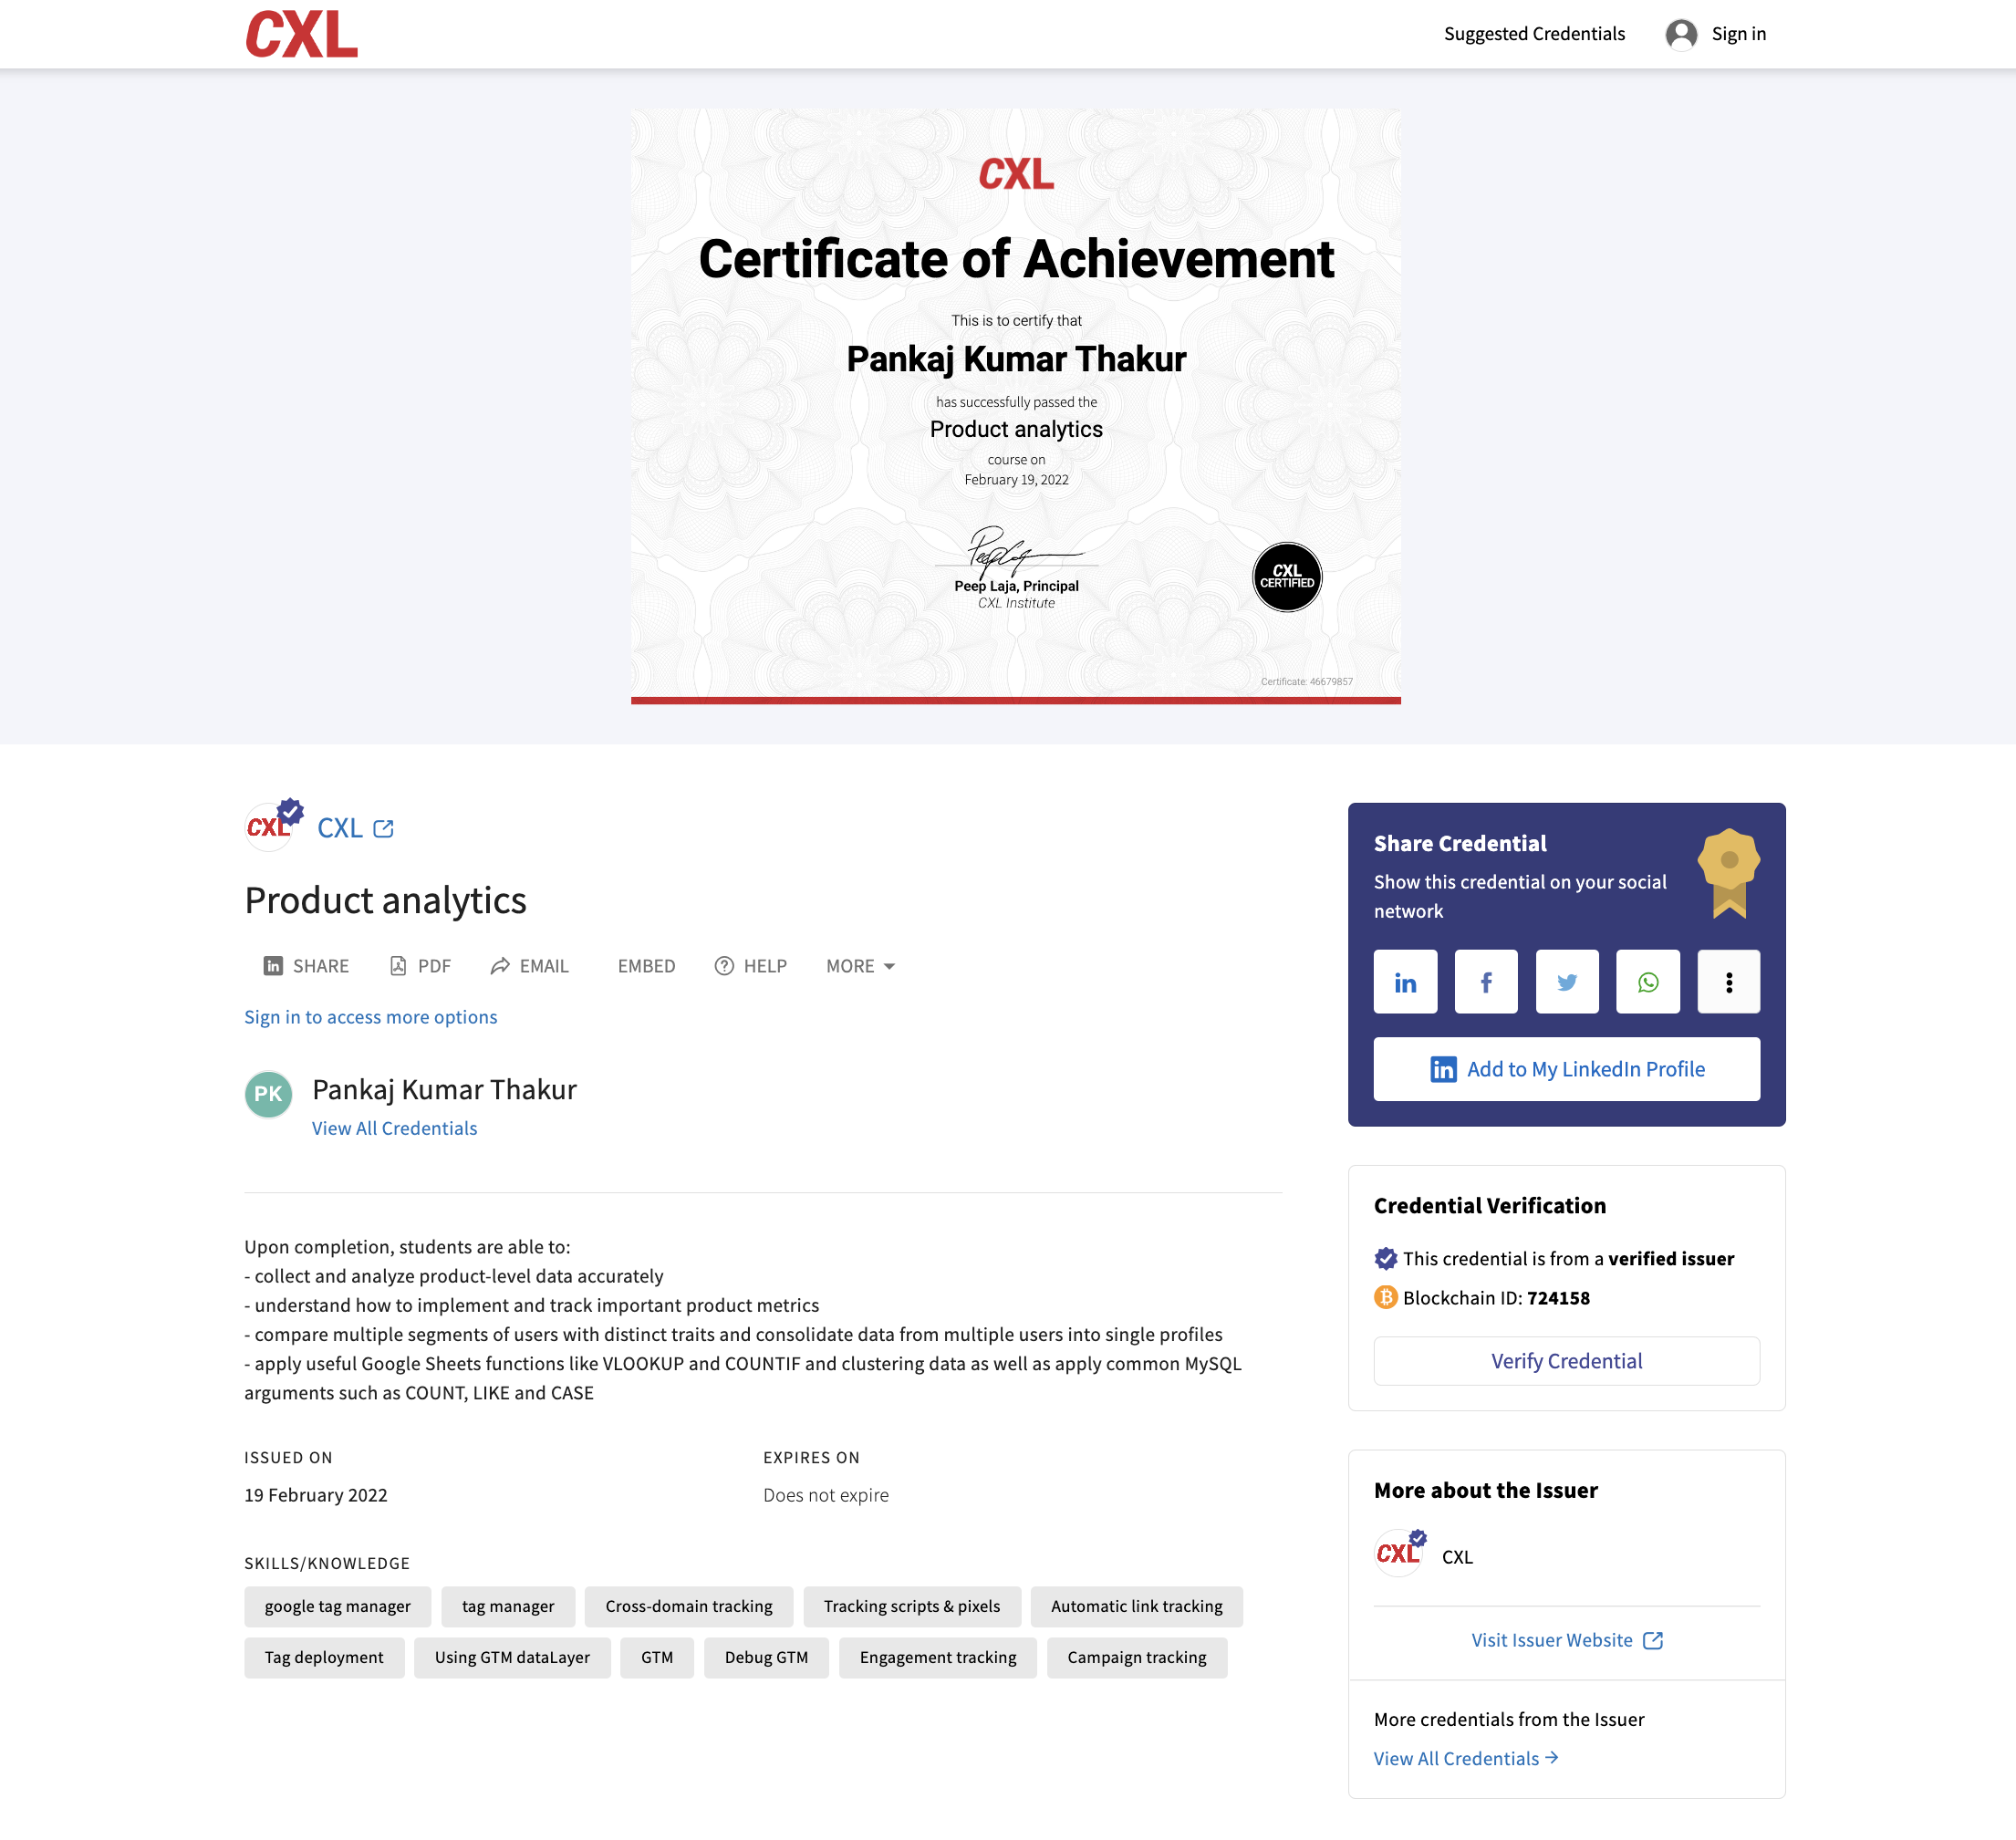 CXL
Suggested Credentials
Sign in
CXL
Certificate of Achievement
This is to certify that
Pankaj Kumar Thakur
has successfully passed the
Product analytics
course on
February 19, 2022
Peep Laja, Principal
CXL Institute
CXL
CERTIFIED
Certificate: 46679857
CXL
CXL
Product analytics
SHARE
PDF
EMAIL
EMBED
HELP
MORE
Sign in to access more options
PK
Pankaj Kumar Thakur
View All Credentials
Upon completion, students are able to:
- collect and analyze product-level data accurately
- understand how to implement and track important product metrics
- compare multiple segments of users with distinct traits and consolidate data from multiple users into single profiles
- apply useful Google Sheets functions like VLOOKUP and COUNTIF and clustering data as well as apply common MySQL
arguments such as COUNT, LIKE and CASE
ISSUED ON
19 February 2022
EXPIRES ON
Does not expire
SKILLS/KNOWLEDGE
google tag manager
tag manager
Cross-domain tracking
Tracking scripts & pixels
Automatic link tracking
Tag deployment
Using GTM dataLayer
GTM
Debug GTM
Engagement tracking
Campaign tracking
Share Credential
Show this credential on your social
network
Add to My LinkedIn Profile
Credential Verification
This credential is from a verified issuer
Blockchain ID: 724158
Verify Credential
More about the Issuer
CXL
CXL
Visit Issuer Website
More credentials from the Issuer
View All Credentials